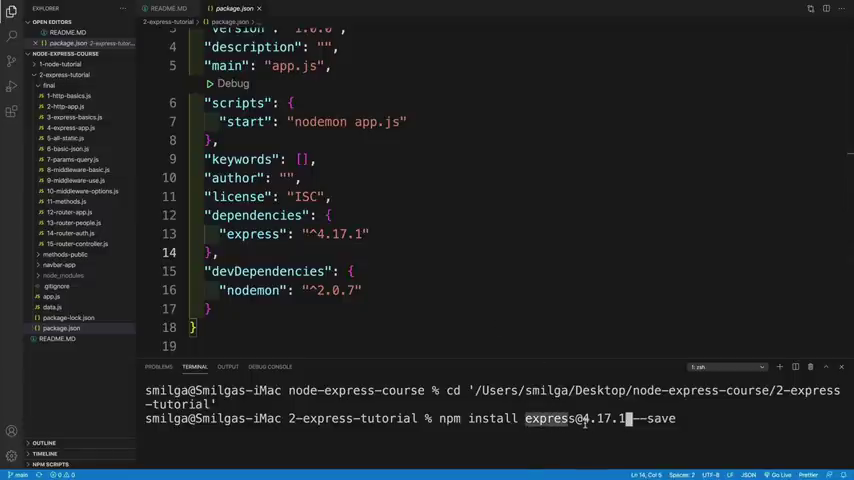 EXPLORER
README.MD
package.json
2-express-tutorial > package.json > ...
OPEN EDITORS
README.MD
package.json 2-express-tutor...
NODE-EXPRESS-COURSE
1-node-tutorial
2-express-tutorial
final
1-http-basics.js
2-http-app.js
3-express-basics.js
4-express-app.js
5-all-static.js
6-basic-json.js
7-params-query.js
8-middleware-basic.js
9-middleware-use.js
10-middleware-options.js
11-methods.js
12-router-app.js
13-router-people.js
14-router-auth.js
15-router-controller.js
methods-public
navbar-app
node_modules
.gitignore
app.js
data.js
package-lock.json
package.json
README.MD
OUTLINE
TIMELINE
NPM SCRIPTS
3 "version": "1.0.0",
4 "description": "",
5 "main": "app.js",
Debug
6 "scripts": {
7 "start": "nodemon app.js"
8 },
9 "keywords": [],
10 "author": "",
11 "license": "ISC",
12 "dependencies": {
13 "express": "^4.17.1"
14 },
15 "devDependencies": {
16 "nodemon": "^2.0.7"
17 }
18 }
19
PROBLEMS TERMINAL OUTPUT DEBUG CONSOLE
1: zsh
smilga@Smilgas-iMac node-express-course % cd '/Users/smilga/Desktop/node-express-course/2-express
-tutorial'
smilga@Smilgas-iMac 2-express-tutorial % npm install express@4.17.1 --save
main 0 0 Ln 14, Col 5 Spaces: 2 UTF-8 LF JSON Go Live Prettier